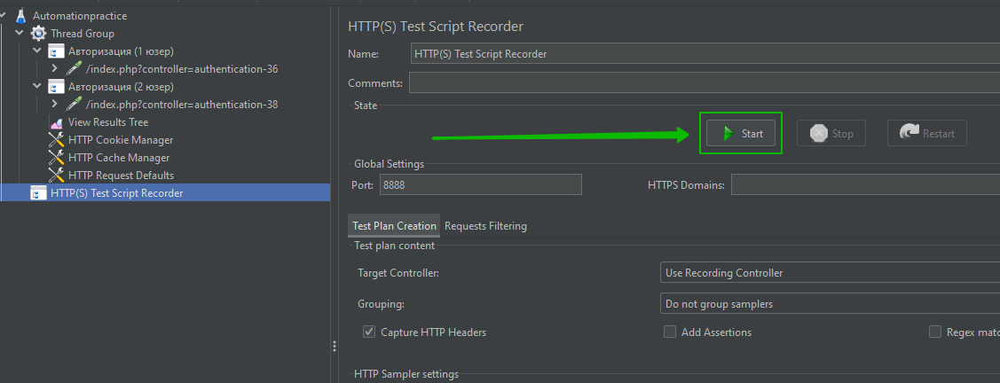 Automationpractice
Thread Group
Авторизация (1 юзер)
/index.php?controller=authentication-36
Авторизация (2 юзер)
/index.php?controller=authentication-38
View Results Tree
HTTP Cookie Manager
HTTP Cache Manager
HTTP Request Defaults
HTTP(S) Test Script Recorder
HTTP(S) Test Script Recorder
Name: HTTP(S) Test Script Recorder
Comments:
State
Start Stop Restart
Global Settings
Port: 8888 HTTPS Domains:
Test Plan Creation Requests Filtering
Test plan content
Target Controller: Use Recording Controller
Grouping: Do not group samplers
Capture HTTP Headers Add Assertions Regex matc
HTTP Sampler settings